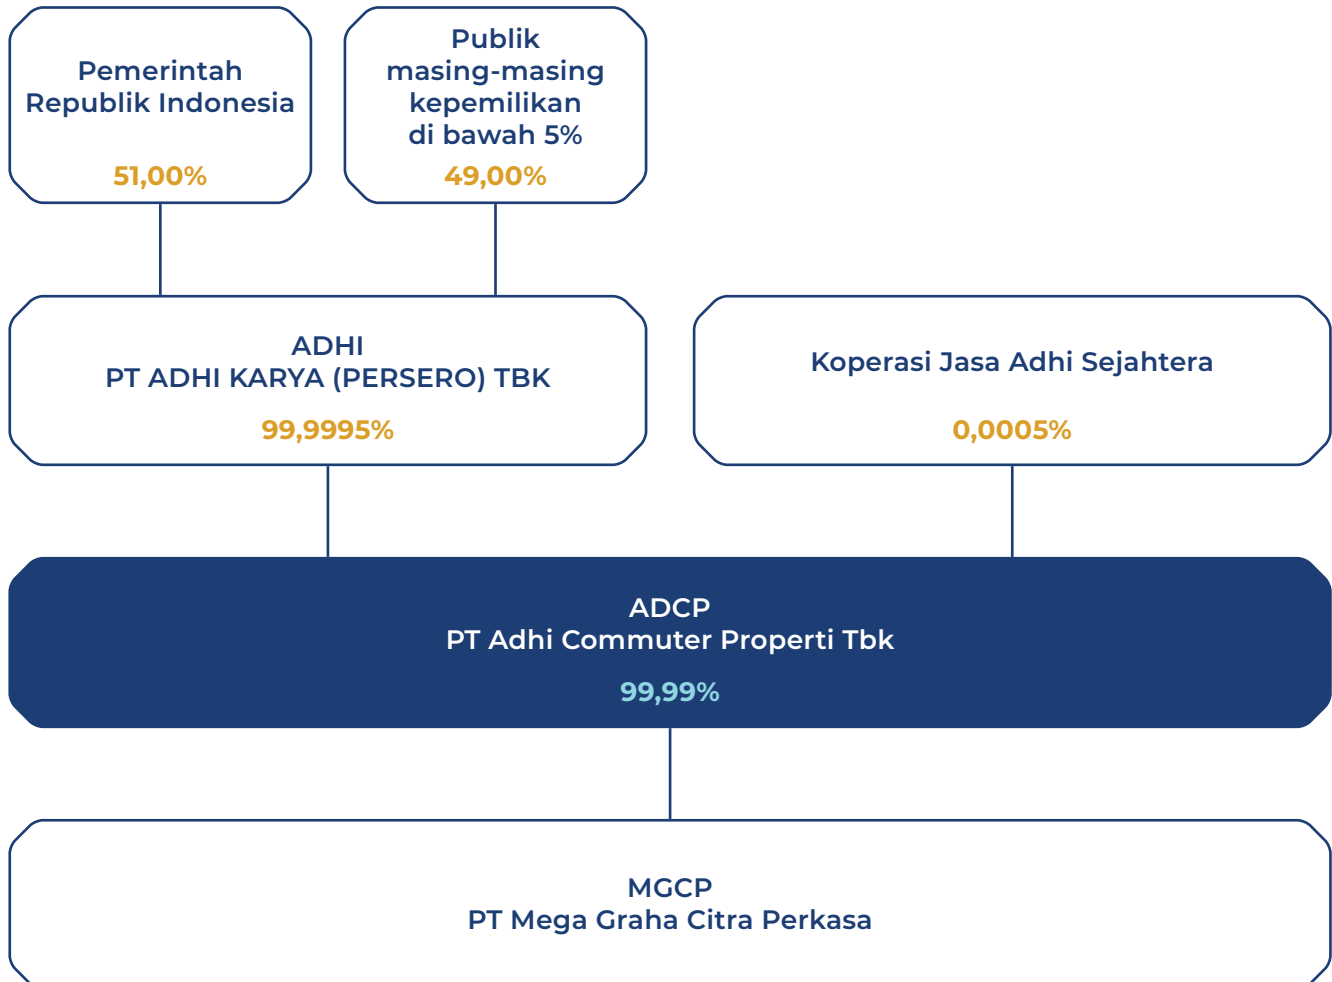 Pemerintah
Republik Indonesia
51,00%
Publik
masing-masing
kepemilikan
di bawah 5%
49,00%
ADHI
PT ADHI KARYA (PERSERO) TBK
99,9995%
Koperasi Jasa Adhi Sejahtera
0,0005%
ADCP
PT Adhi Commuter Properti Tbk
99,99%
MGCP
PT Mega Graha Citra Perkasa